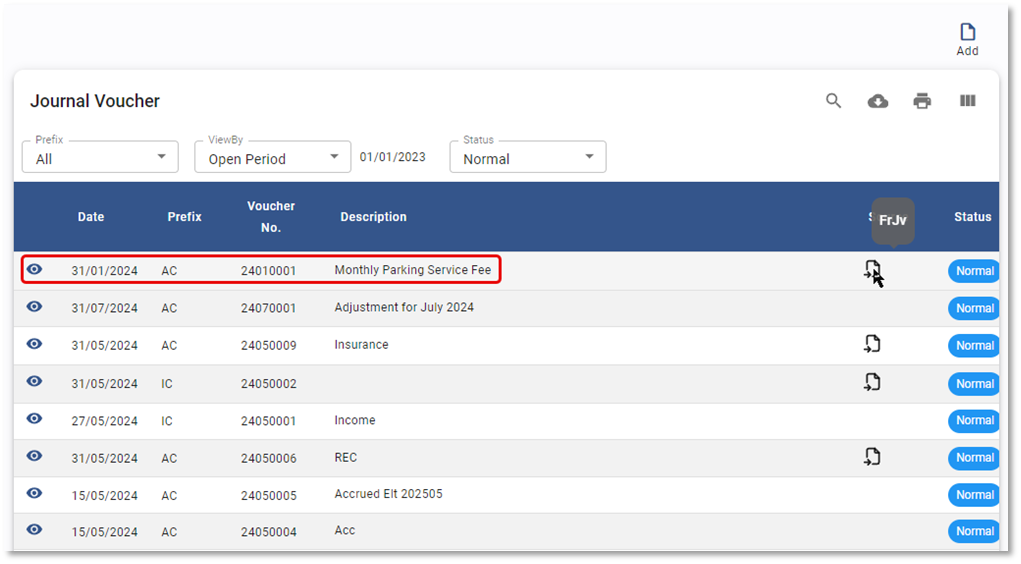 Add
Journal Voucher
Prefix
All
ViewBy
Open Period
01/01/2023
Status
Normal
Date
Prefix
Voucher No.
Description
FrJv
Status
31/01/2024 AC 24010001 Monthly Parking Service Fee Normal
31/07/2024 AC 24070001 Adjustment for July 2024 Normal
31/05/2024 AC 24050009 Insurance Normal
31/05/2024 IC 24050002 Normal
27/05/2024 IC 24050001 Income Normal
31/05/2024 AC 24050006 REC Normal
15/05/2024 AC 24050005 Accrued Elt 202505 Normal
15/05/2024 AC 24050004 Acc Normal